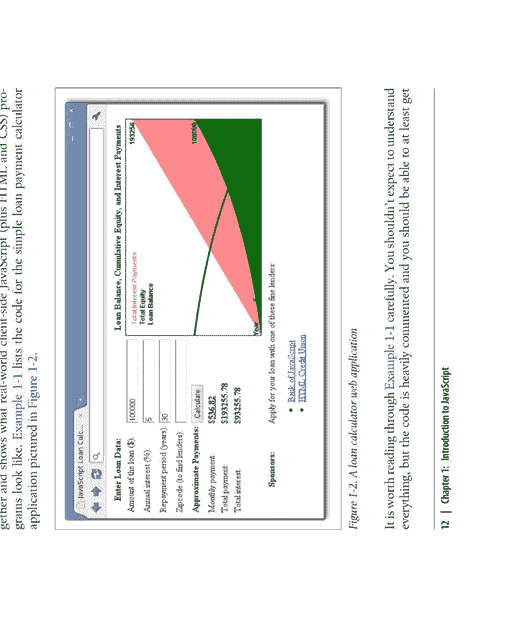 gether and shows what real-world client-side JavaScript (plus HTML and CSS) pro-
grams look like. Example 1-1 lists the code for the simple loan payment calculator
application pictured in Figure 1-2.
JavaScript Loan Calc...
Enter Loan Data:
Loan Balance, Cumulative Equity, and Interest Payments
Amount of the loan ($):
100000
Annual interest (%):
5
Repayment period (years):
30
Zipcode (to find lenders):
Approximate Payments:
Calculate
Monthly payment:
$536.82
Total payment:
$193255.78
Total interest:
$93255.78
Total Interest Payments
Total Equity
Loan Balance
193256
100000
Year
Sponsors:
Apply for your loan with one of these fine lenders:
Bank of JavaScript
HTML Credit Union
Figure 1-2. A loan calculator web application
It is worth reading through Example 1-1 carefully. You shouldn't expect to understand
everything, but the code is heavily commented and you should be able to at least get
12 | Chapter 1: Introduction to JavaScript